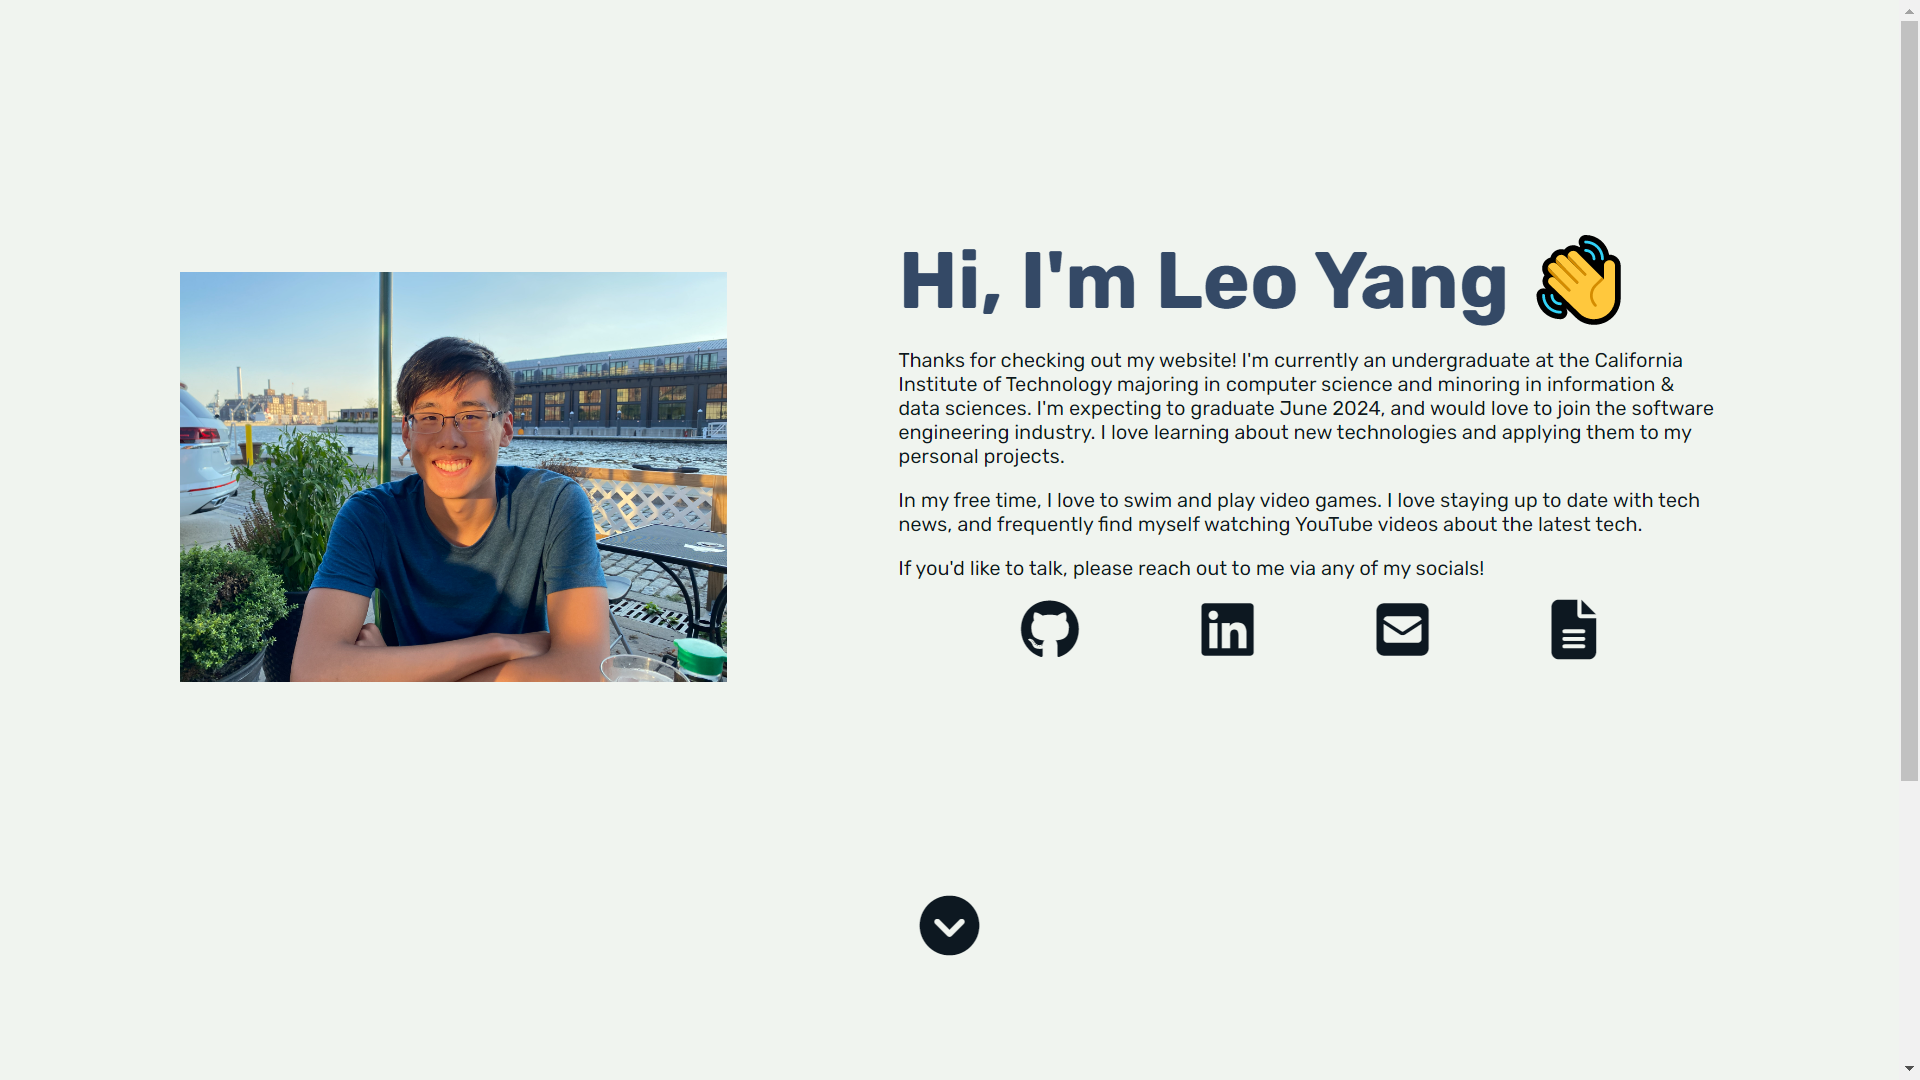 Hi, I'm Leo Yang
Thanks for checking out my website! I'm currently an undergraduate at the California
Institute of Technology majoring in computer science and minoring in information &
data sciences. I'm expecting to graduate June 2024, and would love to join the software
engineering industry. I love learning about new technologies and applying them to my
personal projects.
In my free time, I love to swim and play video games. I love staying up to date with tech
news, and frequently find myself watching YouTube videos about the latest tech.
If you'd like to talk, please reach out to me via any of my socials!
in